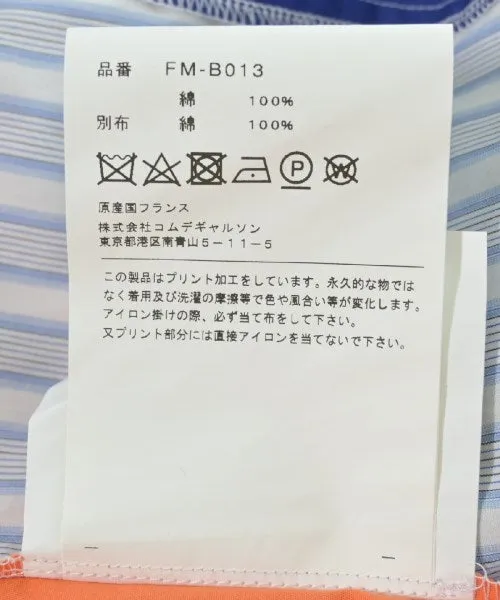 品番 FM-B013
綿 100%
別布 綿 100%
P W
原産国フランス
株式会社コムデギャルソン
東京都港区南青山5-11-5
この製品はプリント加工をしています。永久的な物では
なく着用及び洗濯の摩擦等で色や風合い等が変化します。
アイロン掛けの際、必ず当て布をして下さい。
又プリント部分には直接アイロンを当てないで下さい。